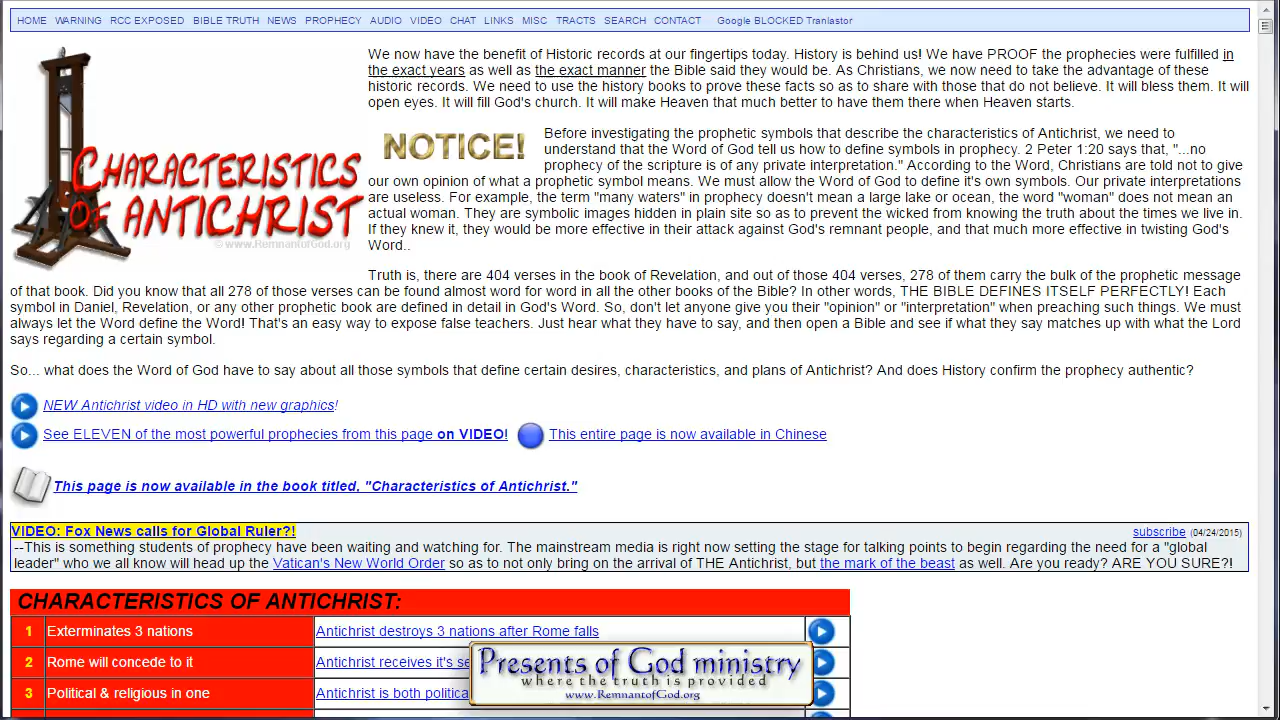 HOME WARNING RCC EXPOSED BIBLE TRUTH NEWS PROPHECY AUDIO VIDEO CHAT LINKS MISC TRACTS SEARCH CONTACT Google BLOCKED Tranlastor
We now have the benefit of Historic records at our fingertips today. History is behind us! We have PROOF the prophecies were fulfilled in
the exact years as well as the exact manner the Bible said they would be. As Christians, we now need to take the advantage of these
historic records. We need to use the history books to prove these facts so as to share with those that do not believe. It will bless them. It will
open eyes. It will fill God's church. It will make Heaven that much better to have them there when Heaven starts.
CHARACTERISTICS
OF ANTICHRIST
© www.RemnantofGod.org
NOTICE!
Before investigating the prophetic symbols that describe the characteristics of Antichrist, we need to
understand that the Word of God tell us how to define symbols in prophecy. 2 Peter 1:20 says that, "...no
prophecy of the scripture is of any private interpretation." According to the Word, Christians are told not to give
our own opinion of what a prophetic symbol means. We must allow the Word of God to define it's own symbols. Our private interpretations
are useless. For example, the term "many waters" in prophecy doesn't mean a large lake or ocean, the word "woman" does not mean an
actual woman. They are symbolic images hidden in plain site so as to prevent the wicked from knowing the truth about the times we live in.
If they knew it, they would be more effective in their attack against God's remnant people, and that much more effective in twisting God's
Word..
Truth is, there are 404 verses in the book of Revelation, and out of those 404 verses, 278 of them carry the bulk of the prophetic message
of that book. Did you know that all 278 of those verses can be found almost word for word in all the other books of the Bible? In other words, THE BIBLE DEFINES ITSELF PERFECTLY! Each
symbol in Daniel, Revelation, or any other prophetic book are defined in detail in God's Word. So, don't let anyone give you their "opinion" or "interpretation" when preaching such things. We must
always let the Word define the Word! That's an easy way to expose false teachers. Just hear what they have to say, and then open a Bible and see if what they say matches up with what the Lord
says regarding a certain symbol.
So... what does the Word of God have to say about all those symbols that define certain desires, characteristics, and plans of Antichrist? And does History confirm the prophecy authentic?
NEW Antichrist video in HD with new graphics!
See ELEVEN of the most powerful prophecies from this page on VIDEO! This entire page is now available in Chinese
This page is now available in the book titled, "Characteristics of Antichrist."
VIDEO: Fox News calls for Global Ruler?! subscribe (04/24/2015)
--This is something students of prophecy have been waiting and watching for. The mainstream media is right now setting the stage for talking points to begin regarding the need for a "global
leader" who we all know will head up the Vatican's New World Order so as to not only bring on the arrival of THE Antichrist, but the mark of the beast as well. Are you ready? ARE YOU SURE?!
CHARACTERISTICS OF ANTICHRIST:
1 Exterminates 3 nations Antichrist destroys 3 nations after Rome falls
2 Rome will concede to it Antichrist receives it's se
3 Political & religious in one Antichrist is both politica
Presents of God ministry
where the truth is provided
www.RemnantofGod.org